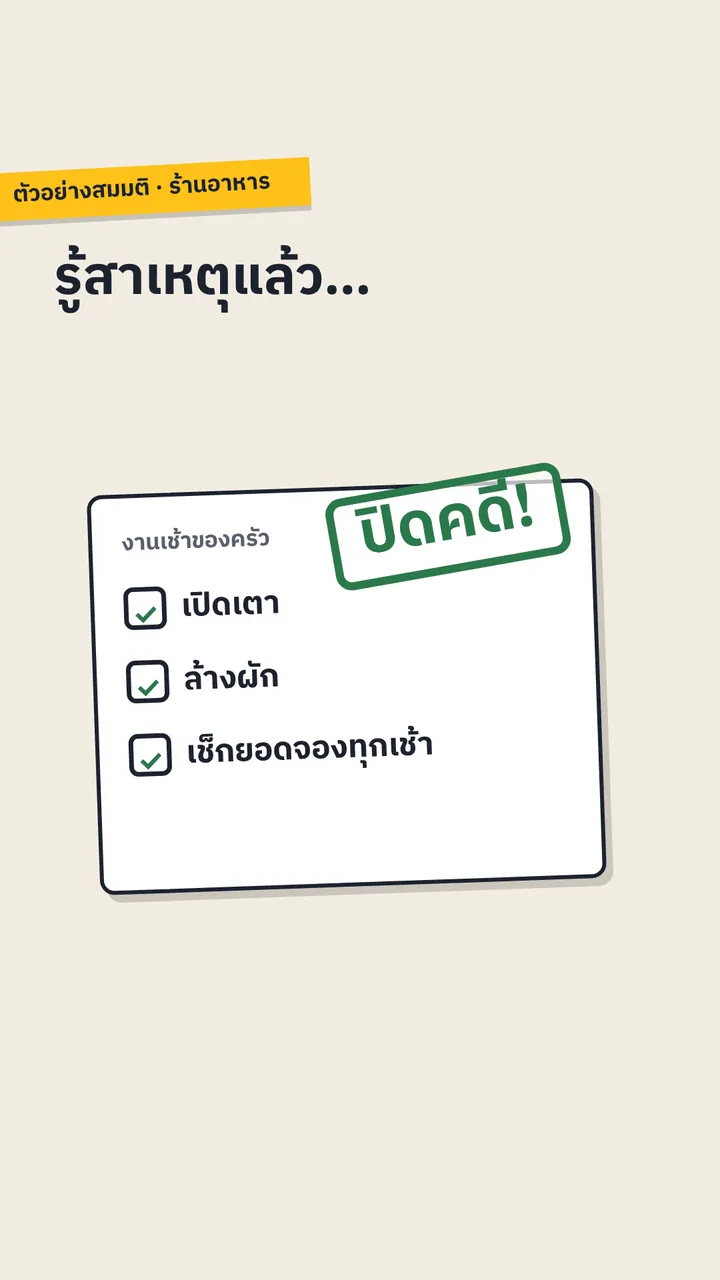 ตัวอย่างสมมติ · ร้านอาหาร
รู้สาเหตุแล้ว...
ปิดคดี!
งานเช้าของครัว
เปิดเตา
ล้างผัก
เช็กยอดจองทุกเช้า